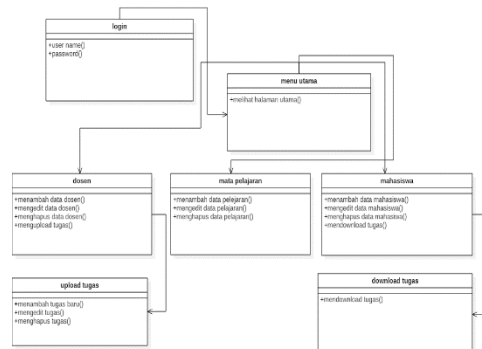 login
+user name()
+password()
menu utama
+melihat halaman utama()
dosen
+menambah data dosen()
+mengedit data dosen()
+menghapus data dosen()
+mengupload tugas()
mata pelajaran
+menambah data pelejaran()
+mengedit data pelajaran()
+menghapus data pelajaran()
mahasiswa
+menambah data mahasiswa()
+mengedit data mahasiswa()
+menghapus data mahasiwa()
+mendownload tugas()
upload tugas
+menambah tugas baru()
+mengedit tugas()
+menghapus tugas()
download tugas
+mendownload tugas()